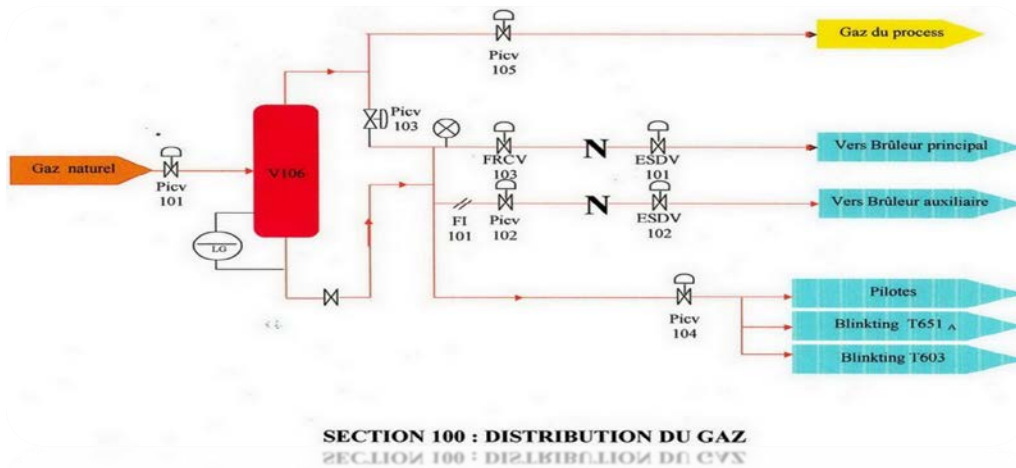 Gaz du process
Picv
105
Picv
103
FRCV
103
N
ESDV
101
Vers Brûleur principal
Gaz naturel
Picv
101
V106
FI
101
Picv
102
N
ESDV
102
Vers Brûleur auxiliaire
LG
Picv
104
Pilotes
Blinkting T651 A
Blinkting T603
SECTION 100 : DISTRIBUTION DU GAZ